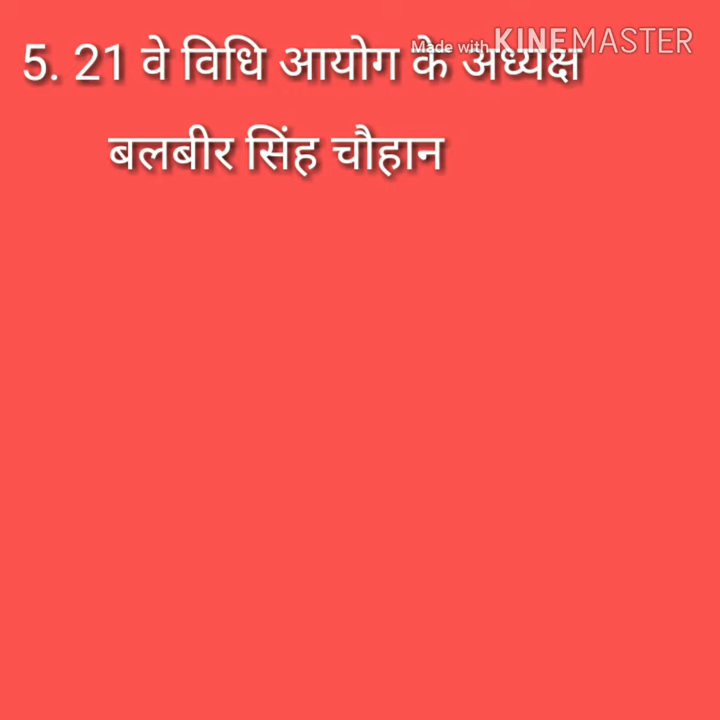 Made with KINEMASTER
5. 21 वे विधि आयोग के अध्यक्ष
बलबीर सिंह चौहान